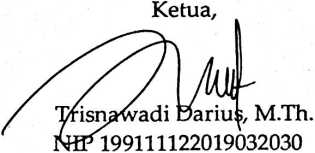 Ketua,
Trisnawadi Darius, M.Th.
NIP 199111122019032030